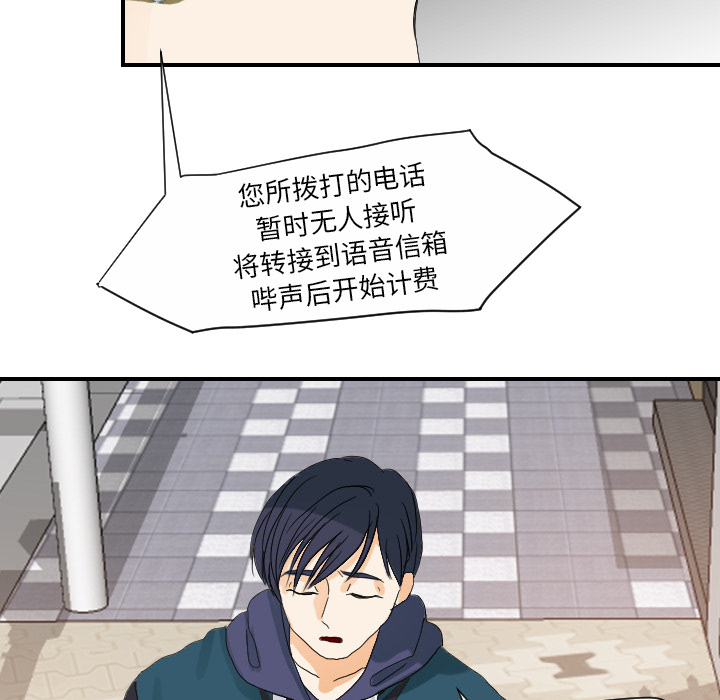 您所拨打的电话
暂时无人接听
将转接到语音信箱
哔声后开始计费